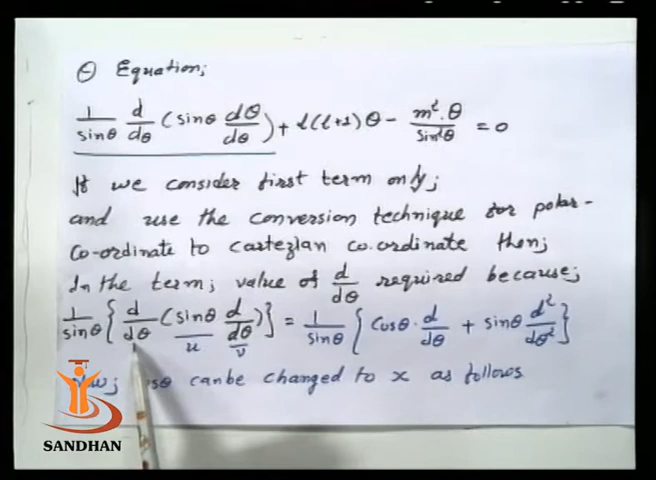 Θ Equation;
1/sinθ d/dθ (sinθ dΘ/dθ) + l(l+1)Θ - m²·Θ/sin²θ = 0
If we consider first term only;
and use the conversion technique for polar-
co-ordinate to cartezian co.ordinate then;
In the term; value of d/dθ required because;
1/sinθ { d/dθ (sinθ d/dθ) } = 1/sinθ { cosθ · d/dθ + sinθ d²/dθ² }
u v
canbe changed to x as follows
SANDHAN